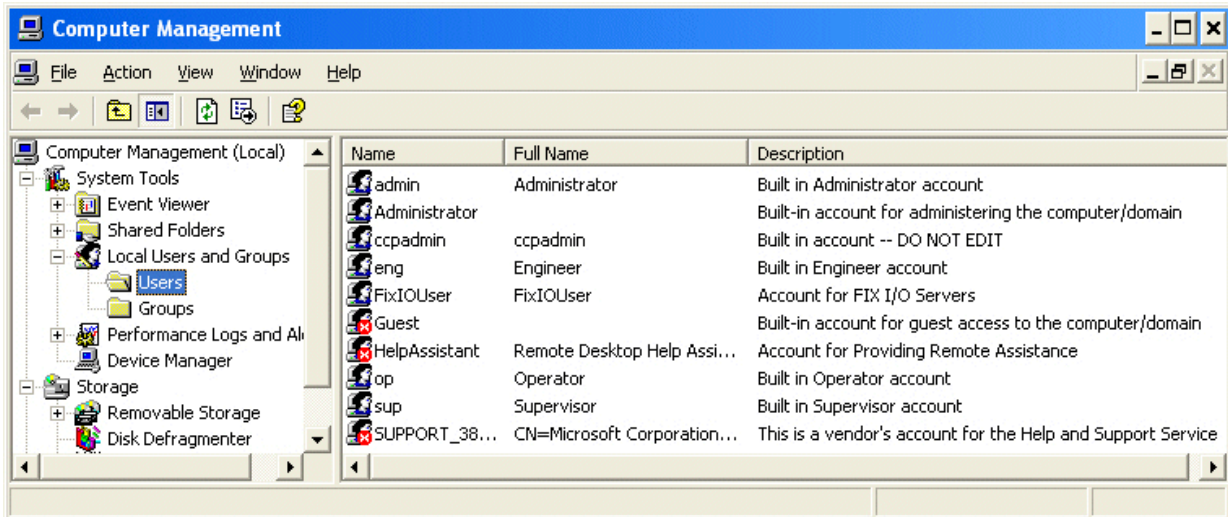 Computer Management
File Action View Window Help
Computer Management (Local)
System Tools
Event Viewer
Shared Folders
Local Users and Groups
Users
Groups
Performance Logs and Al
Device Manager
Storage
Removable Storage
Disk Defragmenter
Name Full Name Description
admin Administrator Built in Administrator account
Administrator Built-in account for administering the computer/domain
ccpadmin ccpadmin Built in account -- DO NOT EDIT
eng Engineer Built in Engineer account
FixIOUser FixIOUser Account for FIX I/O Servers
Guest Built-in account for guest access to the computer/domain
HelpAssistant Remote Desktop Help Assi... Account for Providing Remote Assistance
op Operator Built in Operator account
sup Supervisor Built in Supervisor account
SUPPORT_38... CN=Microsoft Corporation... This is a vendor's account for the Help and Support Service